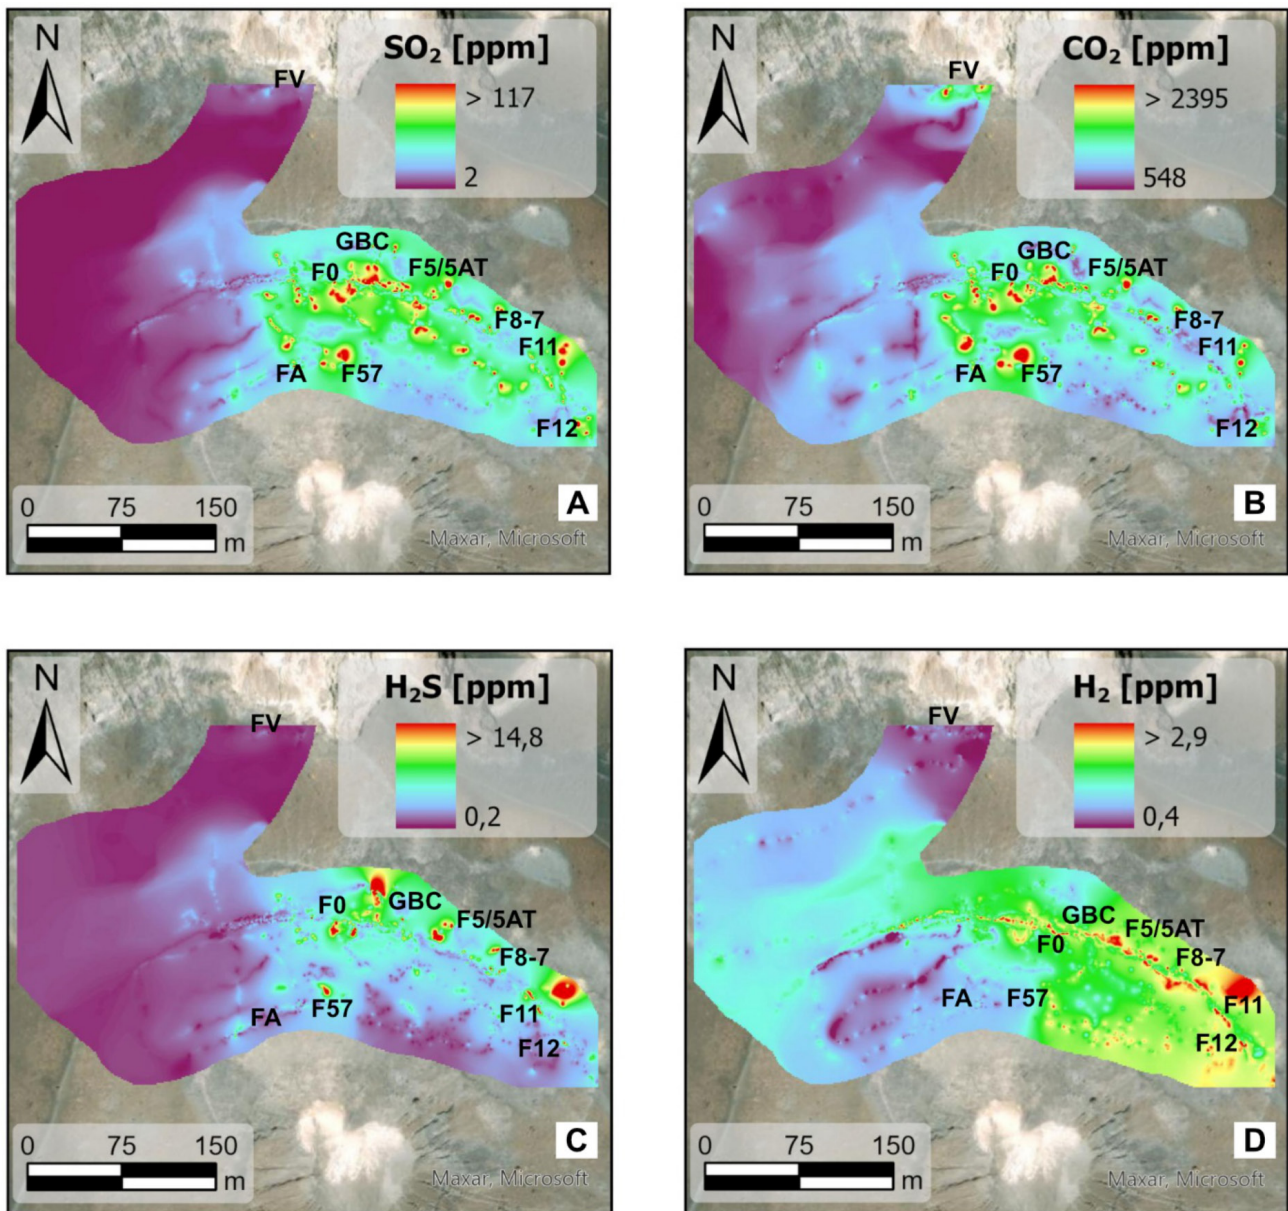 N
SO₂ [ppm]
> 117
2
FV
GBC
F0
F5/5AT
F8-7
F11
FA
F57
F12
0 75 150
m
A
Maxar, Microsoft
N
CO₂ [ppm]
> 2395
548
FV
GBC
F0
F5/5AT
F8-7
F11
FA
F57
F12
0 75 150
m
B
Maxar, Microsoft
N
H₂S [ppm]
> 14,8
0,2
FV
F0
GBC
F5/5AT
F8-7
F57
F11
FA
F12
0 75 150
m
C
Maxar, Microsoft
N
H₂ [ppm]
> 2,9
0,4
FV
GBC
F5/5AT
F0
F8-7
FA
F57
F11
F12
0 75 150
m
D
Maxar, Microsoft